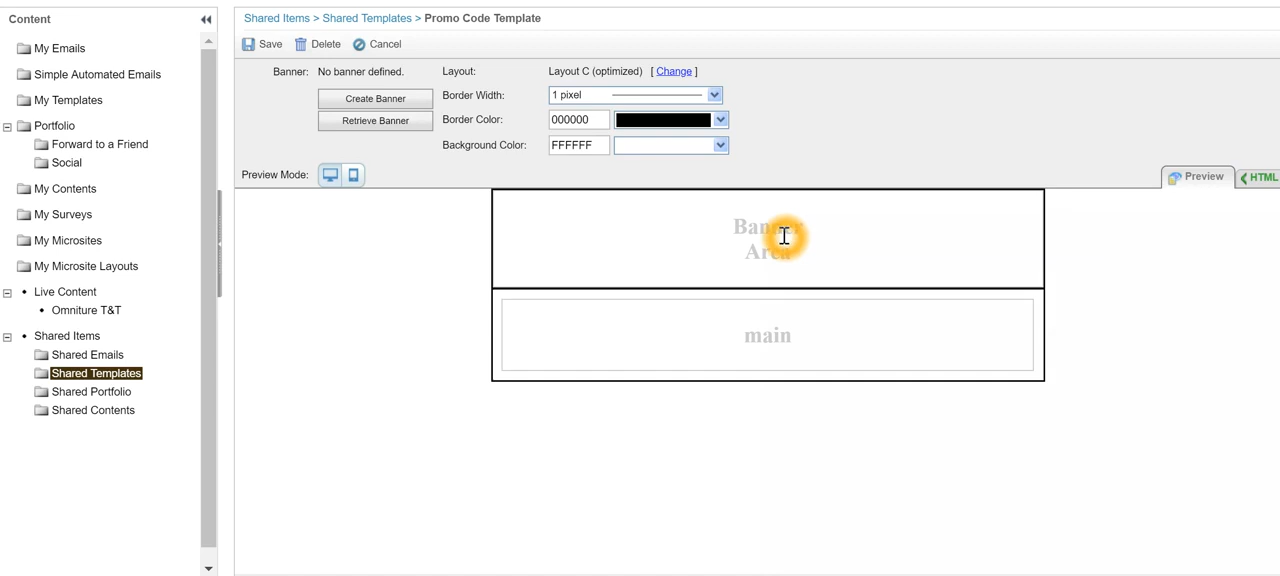 Content
My Emails
Simple Automated Emails
My Templates
Portfolio
Forward to a Friend
Social
My Contents
My Surveys
My Microsites
My Microsite Layouts
Live Content
Omniture T&T
Shared Items
Shared Emails
Shared Templates
Shared Portfolio
Shared Contents
Shared Items > Shared Templates > Promo Code Template
Save Delete Cancel
Banner: No banner defined. Layout: Layout C (optimized) [ Change ]
Create Banner Border Width: 1 pixel
Retrieve Banner Border Color: 000000
Background Color: FFFFFF
Preview Mode: Preview HTML
Banner
Area
main